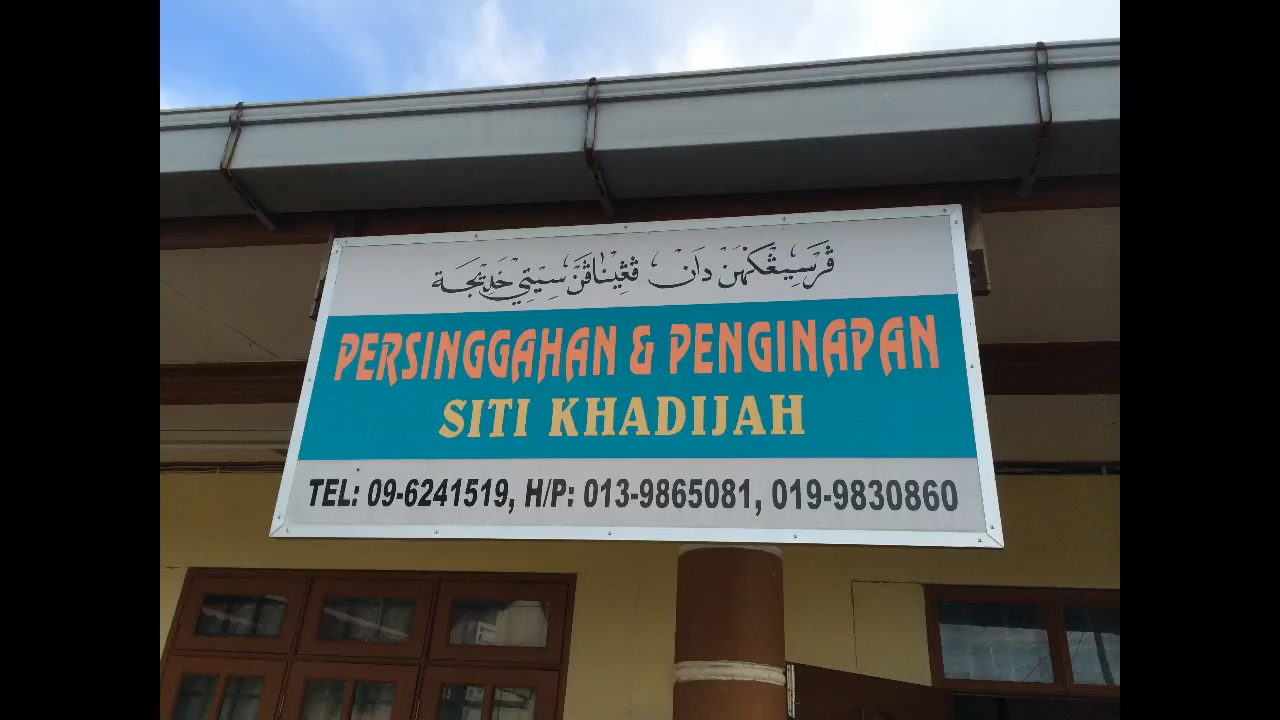 ڤرسيڠݢهن دان ڤڠيناڤن سيتي خديجة
PERSINGGAHAN & PENGINAPAN
SITI KHADIJAH
TEL: 09-6241519, H/P: 013-9865081, 019-9830860